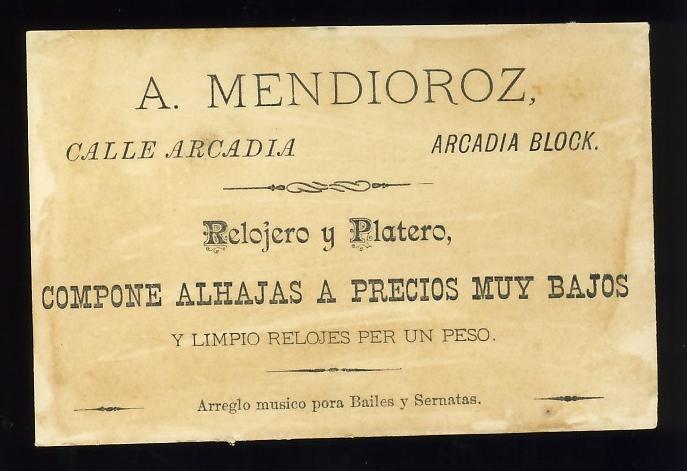 A. MENDIOROZ,
CALLE ARCADIA ARCADIA BLOCK.
Relojero y Platero,
COMPONE ALHAJAS A PRECIOS MUY BAJOS
Y LIMPIO RELOJES PER UN PESO.
Arreglo musico pora Bailes y Sernatas.